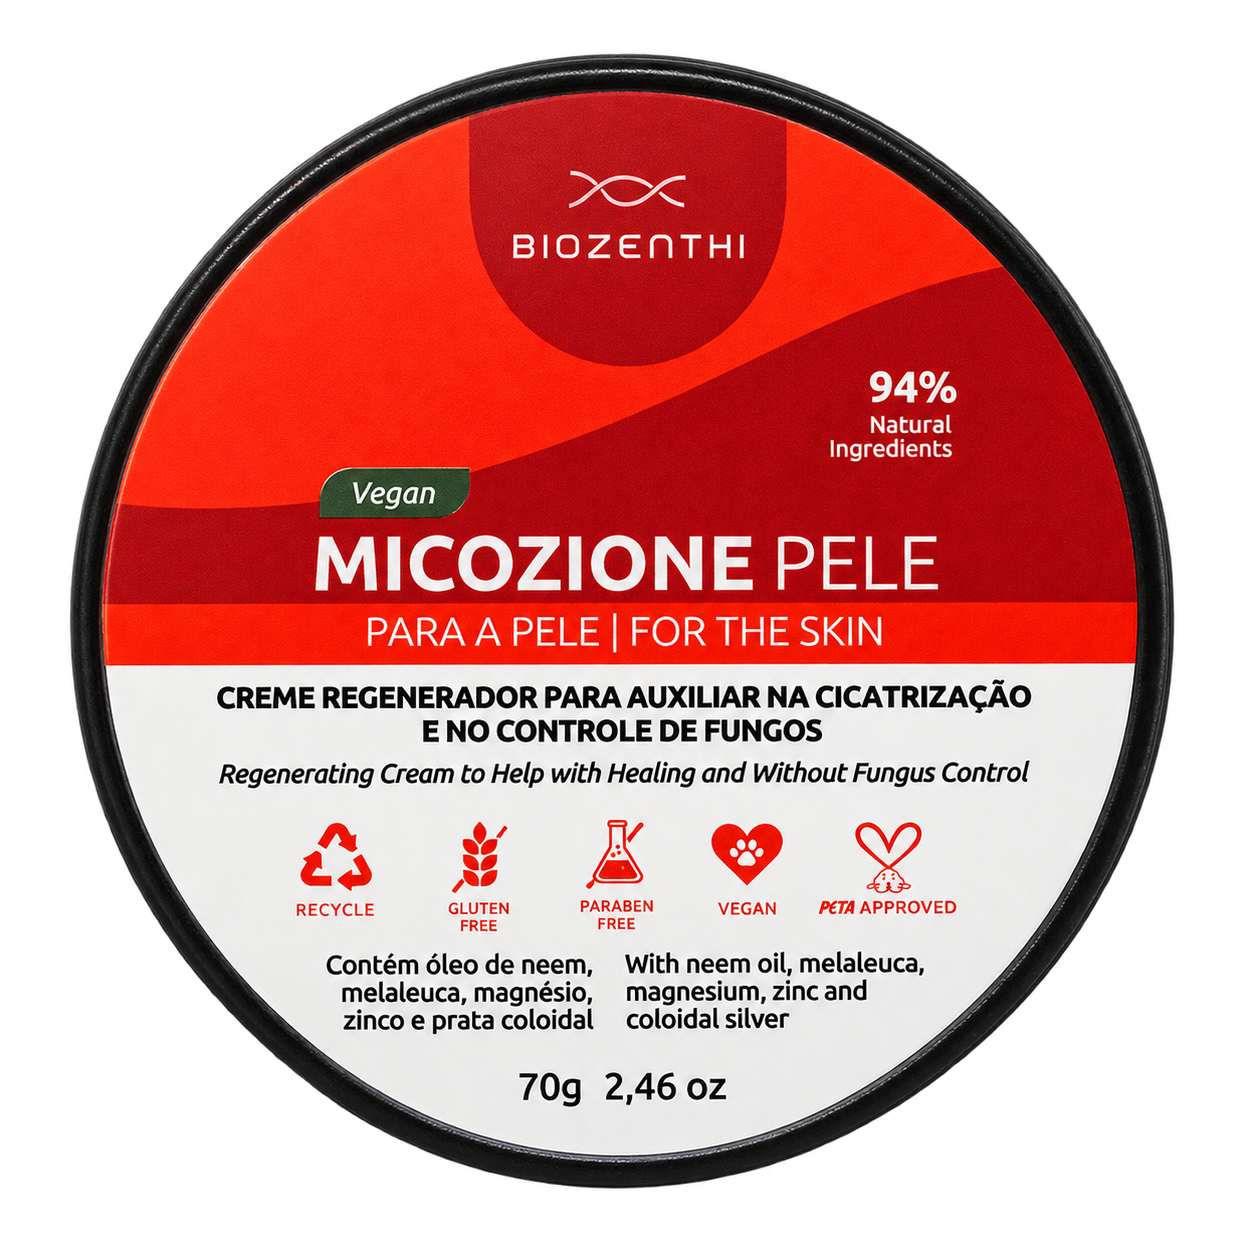 BIOZENTHI
94%
Natural
Ingredients
Vegan
MICOZIONE PELE
PARA A PELE | FOR THE SKIN
CREME REGENERADOR PARA AUXILIAR NA CICATRIZAÇÃO
E NO CONTROLE DE FUNGOS
Regenerating Cream to Help with Healing and Without Fungus Control
RECYCLE
GLUTEN
FREE
PARABEN
FREE
VEGAN
PETA APPROVED
Contém óleo de neem,
melaleuca, magnésio,
zinco e prata coloidal
With neem oil, melaleuca,
magnesium, zinc and
coloidal silver
70g 2,46 oz